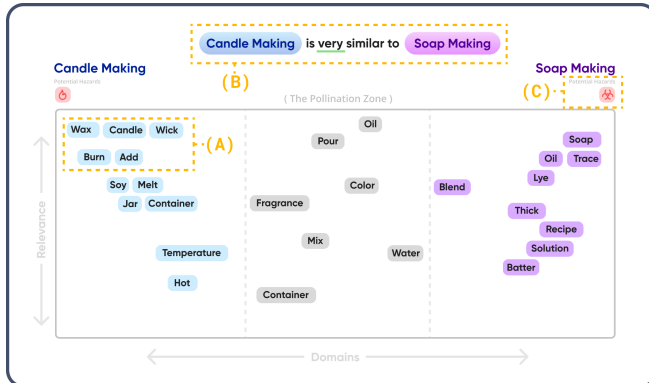 Candle Making is very similar to Soap Making
(B)
Candle Making
Potential Hazards
Soap Making
Potential Hazards
(C)
( The Pollination Zone )
Wax Candle Wick
Burn Add
(A)
Soy Melt
Jar Container
Temperature
Hot
Oil
Pour
Color
Fragrance
Mix
Water
Container
Soap
Oil Trace
Lye
Blend
Thick
Recipe
Solution
Batter
Relevance
Domains